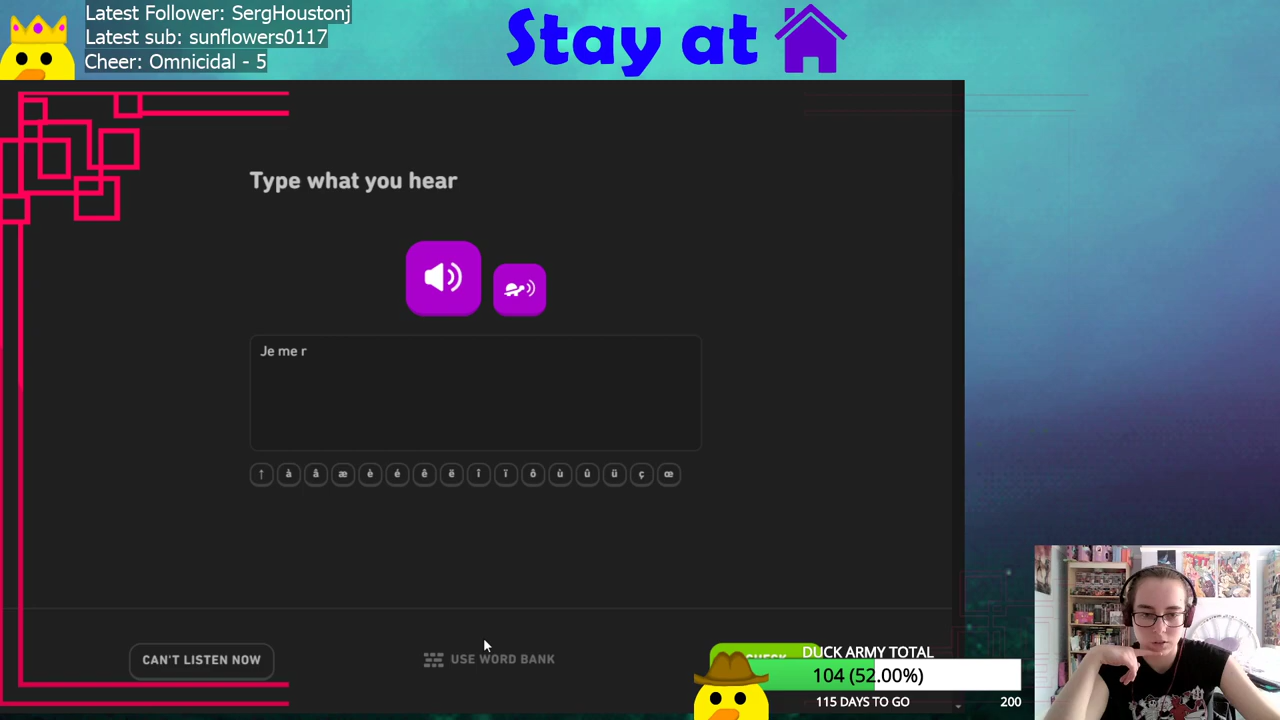 Latest Follower: SergHoustonj
Latest sub: sunflowers0117
Cheer: Omnicidal - 5
Stay at
Type what you hear
Je me r
↑ à â æ è é ê ë î ï ô ù û ü ç œ
CAN'T LISTEN NOW
USE WORD BANK
CHECK
DUCK ARMY TOTAL
104 (52.00%)
115 DAYS TO GO
200